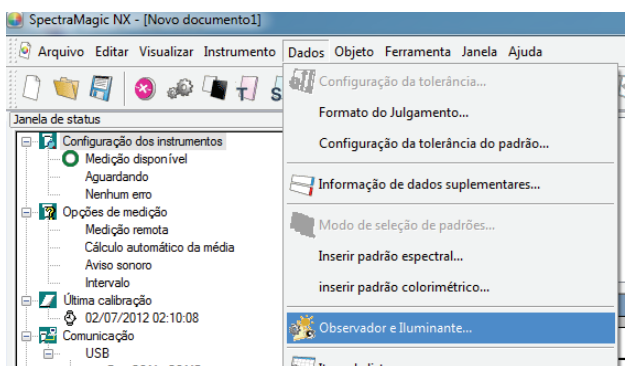 SpectraMagic NX - [Novo documento1]
Arquivo Editar Visualizar Instrumento Dados Objeto Ferramenta Janela Ajuda
Janela de status
Configuração dos instrumentos
Medição disponível
Aguardando
Nenhum erro
Opções de medição
Medição remota
Cálculo automático da média
Aviso sonoro
Intervalo
Última calibração
02/07/2012 02:10:08
Comunicação
USB
Configuração da tolerância...
Formato do Julgamento...
Configuração da tolerância do padrão...
Informação de dados suplementares...
Modo de seleção de padrões...
Inserir padrão espectral...
inserir padrão colorimétrico...
Observador e Iluminante...